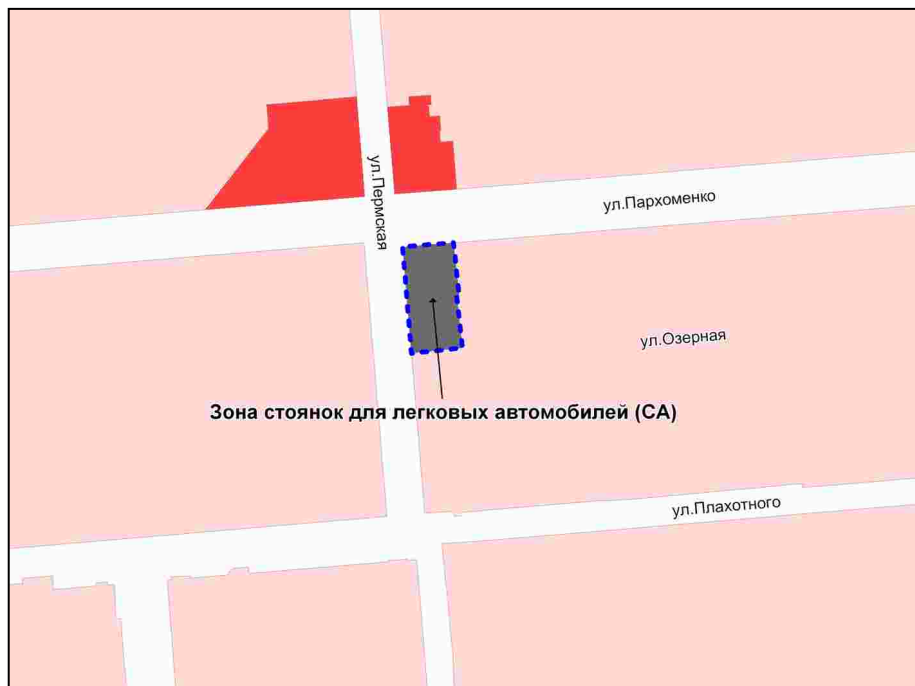 ул.Пермская
ул.Пархоменко
ул.Озерная
Зона стоянок для легковых автомобилей (СА)
ул.Плахотного